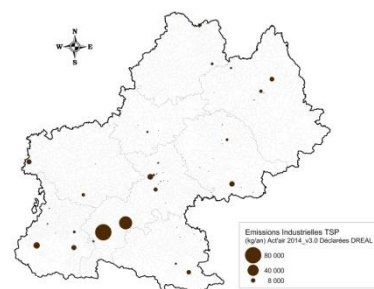 N
W E
S
Emissions Industrielles TSP
(kg/an) Act'air 2014_v3.0 Déclarées DREAL
80 000
40 000
8 000